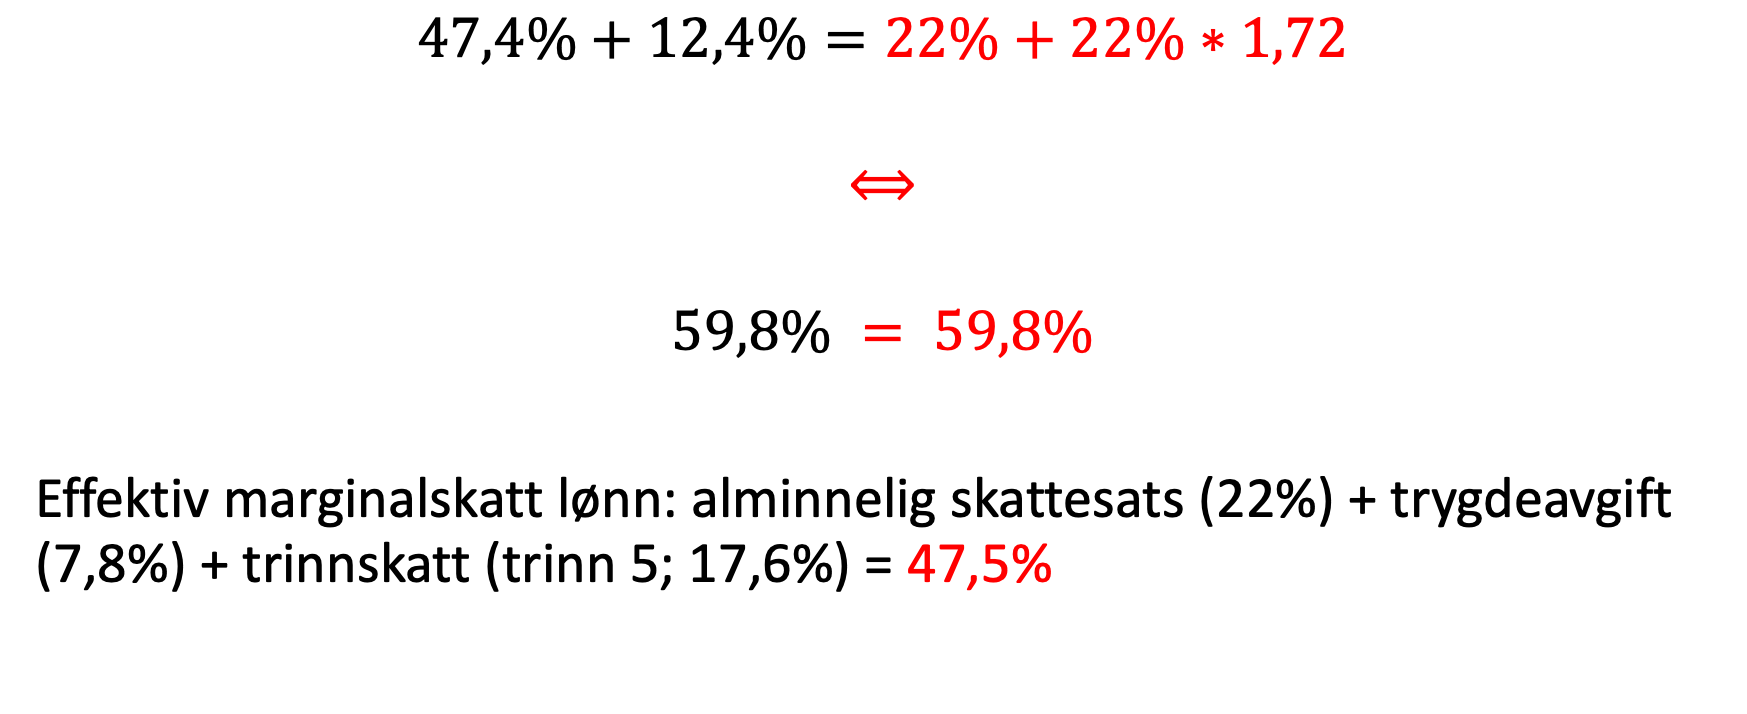 47,4% + 12,4% = 22% + 22% * 1,72
⇔
59,8% = 59,8%
Effektiv marginalskatt lønn: alminnelig skattesats (22%) + trygdeavgift
(7,8%) + trinnskatt (trinn 5; 17,6%) = 47,5%